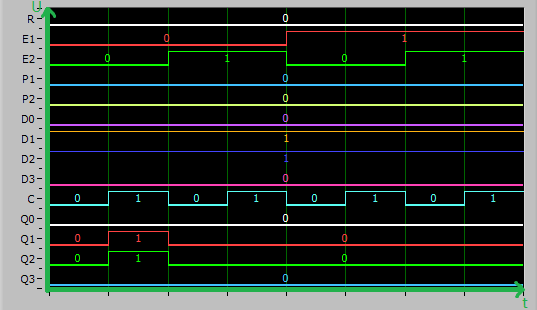 U
R 0
E1 0 1
E2 0 1 0 1
P1 0
P2 0
D0 0
D1 1
D2 1
D3 0
C 0 1 0 1 0 1 0 1
Q0 0
Q1 0 1 0
Q2 0 1 0
Q3 0
t